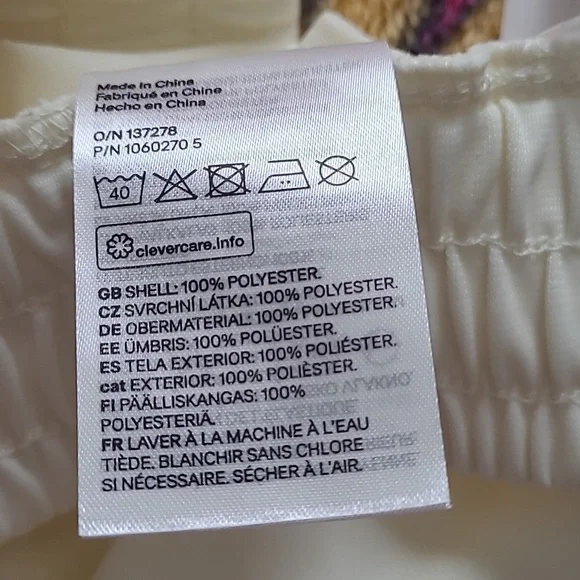 Made in China
Fabriqué en Chine
Hecho en China
O/N 137278
P/N 1060270 5
40
clevercare.info
GB SHELL: 100% POLYESTER.
CZ SVRCHNÍ LÁTKA: 100% POLYESTER.
DE OBERMATERIAL: 100% POLYESTER.
EE ÜMBRIS: 100% POLÜESTER.
ES TELA EXTERIOR: 100% POLIÉSTER.
cat EXTERIOR: 100% POLIÈSTER.
FI PÄÄLLISKANGAS: 100%
POLYESTERIÄ.
FR LAVER À LA MACHINE À L'EAU
TIÈDE. BLANCHIR SANS CHLORE
SI NÉCESSAIRE. SÉCHER À L'AIR.